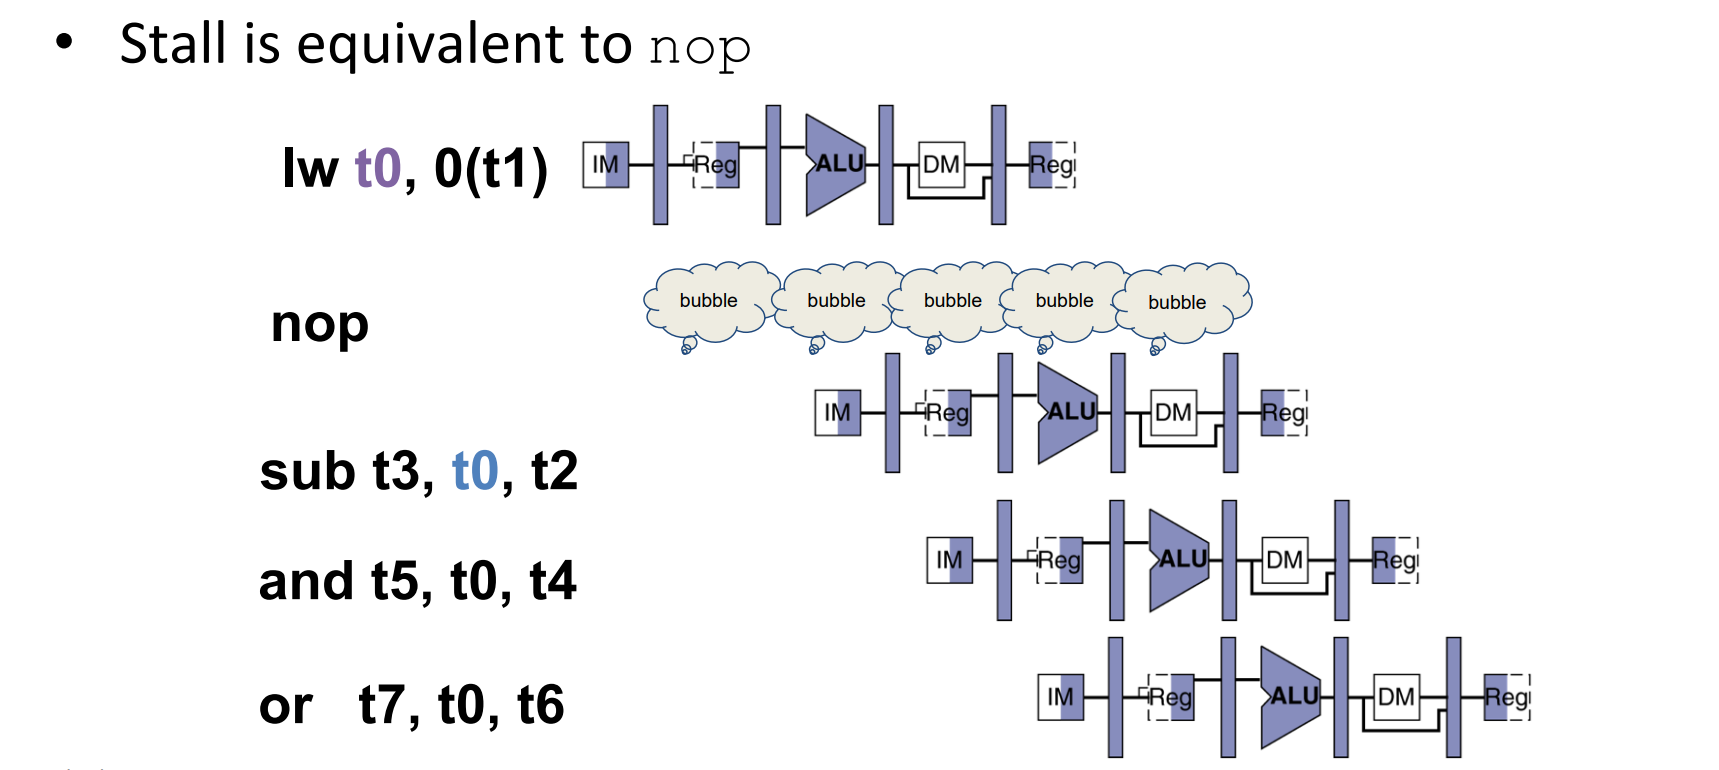 • Stall is equivalent to nop
lw t0, 0(t1) IM Reg ALU DM Reg
nop bubble bubble bubble bubble bubble
sub t3, t0, t2 IM Reg ALU DM Reg
and t5, t0, t4 IM Reg ALU DM Reg
or t7, t0, t6 IM Reg ALU DM Reg